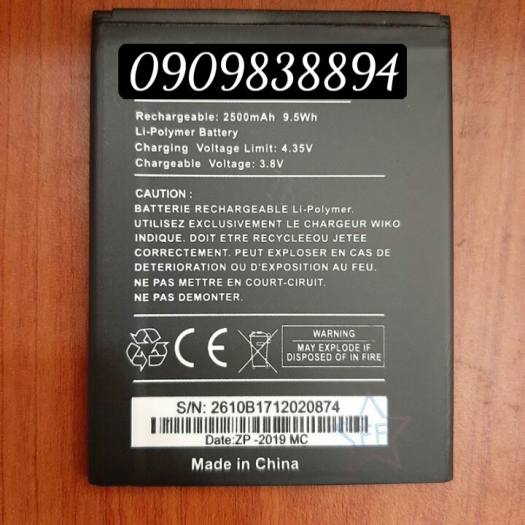 0909838894
Rechargeable: 2500mAh 9.5Wh
Li-Polymer Battery
Charging Voltage Limit: 4.35V
Chargeable Voltage: 3.8V
CAUTION :
BATTERIE RECHARGEABLE Li-Polymer.
UTILISEZ EXCLUSIVEMENT LE CHARGEUR WIKO
INDIQUE. DOIT ETRE RECYCLEEOU JETEE
CORRECTEMENT. PEUT EXPLOSER EN CAS DE
DETERIORATION OU D'EXPOSITION AU FEU.
NE PAS METTRE EN COURT-CIRCUIT.
NE PAS DEMONTER.
CE
WARNING
MAY EXPLODE IF
DISPOSED OF IN FIRE
S/N: 2610B1712020874
Date:ZP -2019 MC
Made in China